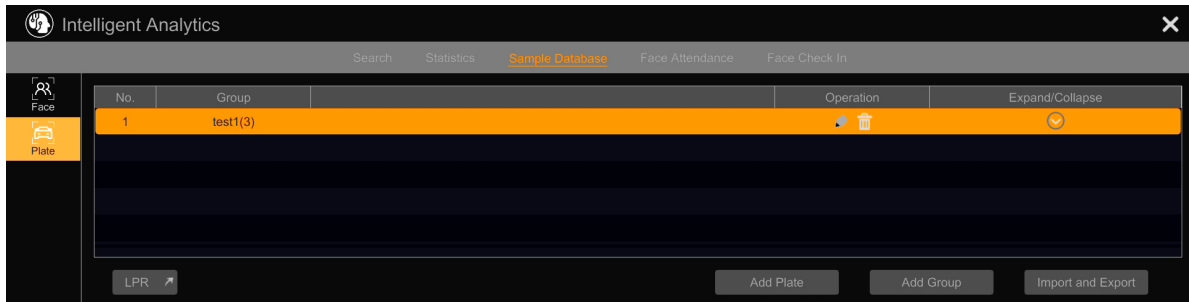 Intelligent Analytics
Search Statistics Sample Database Face Attendance Face Check In
Face
Plate
No. Group Operation Expand/Collapse
1 test1(3)
LPR Add Plate Add Group Import and Export